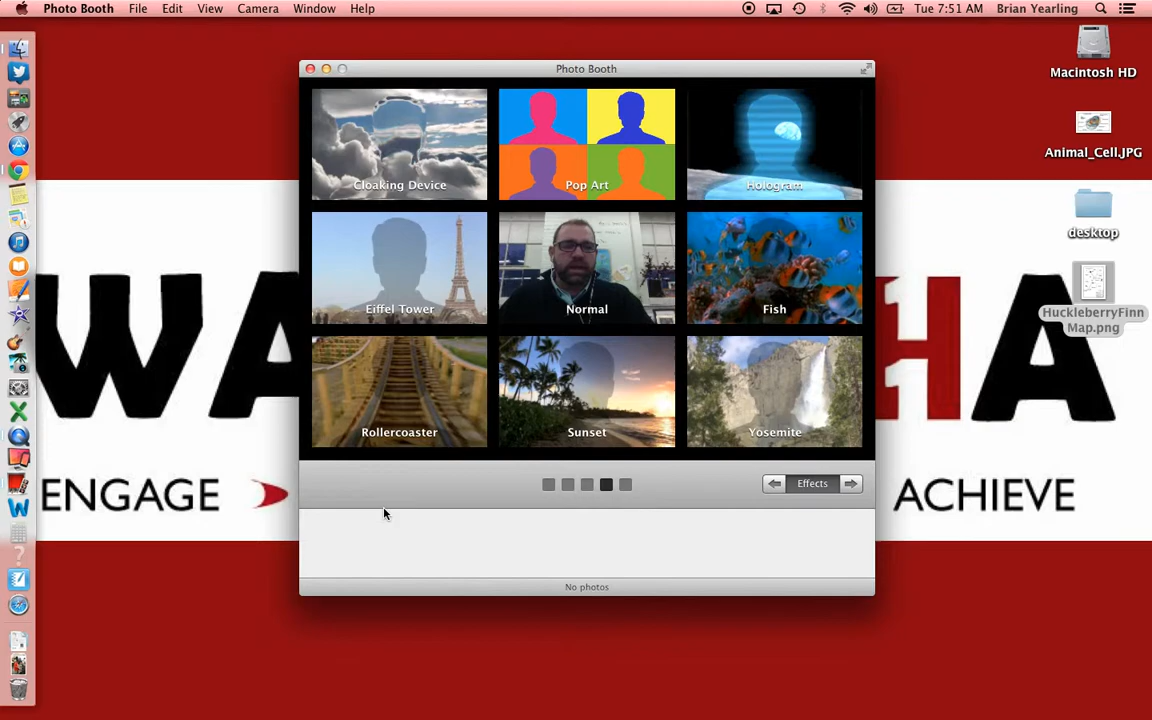 Photo Booth File Edit View Camera Window Help Tue 7:51 AM Brian Yearling
Macintosh HD
Animal_Cell.JPG
desktop
HuckleberryFinn
Map.png
Photo Booth
Cloaking Device Pop Art Hologram
Eiffel Tower Normal Fish
Rollercoaster Sunset Yosemite
Effects
No photos
WA HA
ENGAGE ACHIEVE